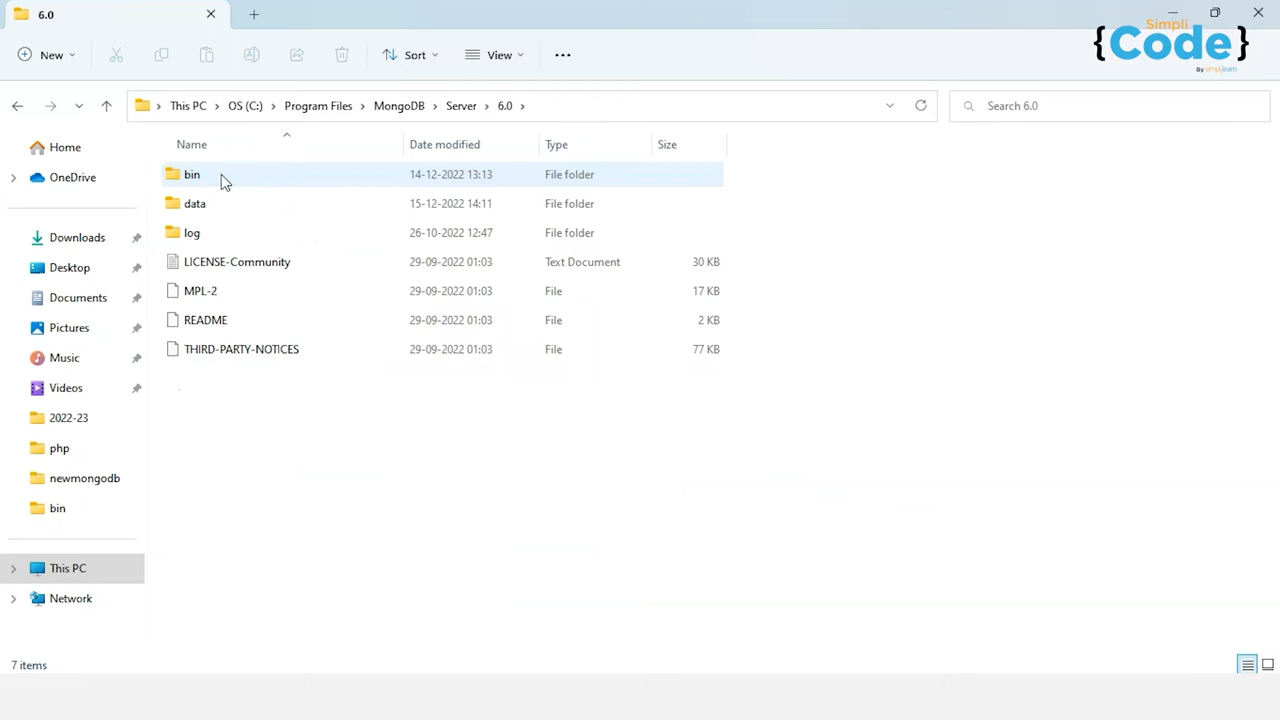 6.0
Simpli
{Code}
By simplilearn
New
Sort
View
This PC
OS (C:)
Program Files
MongoDB
Server
6.0
Search 6.0
Name
Date modified
Type
Size
Home
OneDrive
Downloads
Desktop
Documents
Pictures
Music
Videos
2022-23
php
newmongodb
bin
This PC
Network
bin 14-12-2022 13:13 File folder
data 15-12-2022 14:11 File folder
log 26-10-2022 12:47 File folder
LICENSE-Community 29-09-2022 01:03 Text Document 30 KB
MPL-2 29-09-2022 01:03 File 17 KB
README 29-09-2022 01:03 File 2 KB
THIRD-PARTY-NOTICES 29-09-2022 01:03 File 77 KB
7 items